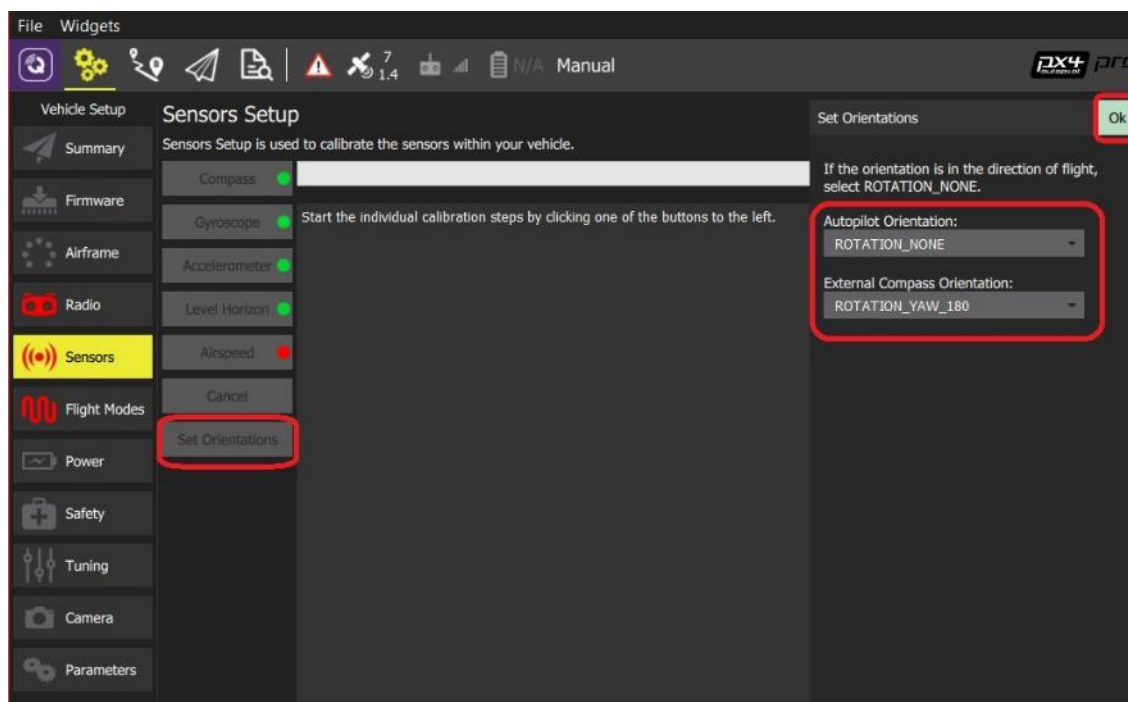 File Widgets
7
1.4
N/A Manual
px4 pro
Vehicle Setup
Summary
Firmware
Airframe
Radio
Sensors
Flight Modes
Power
Safety
Tuning
Camera
Parameters
Sensors Setup
Sensors Setup is used to calibrate the sensors within your vehicle.
Compass
Gyroscope
Accelerometer
Level Horizon
Airspeed
Cancel
Set Orientations
Start the individual calibration steps by clicking one of the buttons to the left.
Set Orientations
Ok
If the orientation is in the direction of flight,
select ROTATION_NONE.
Autopilot Orientation:
ROTATION_NONE
External Compass Orientation:
ROTATION_YAW_180